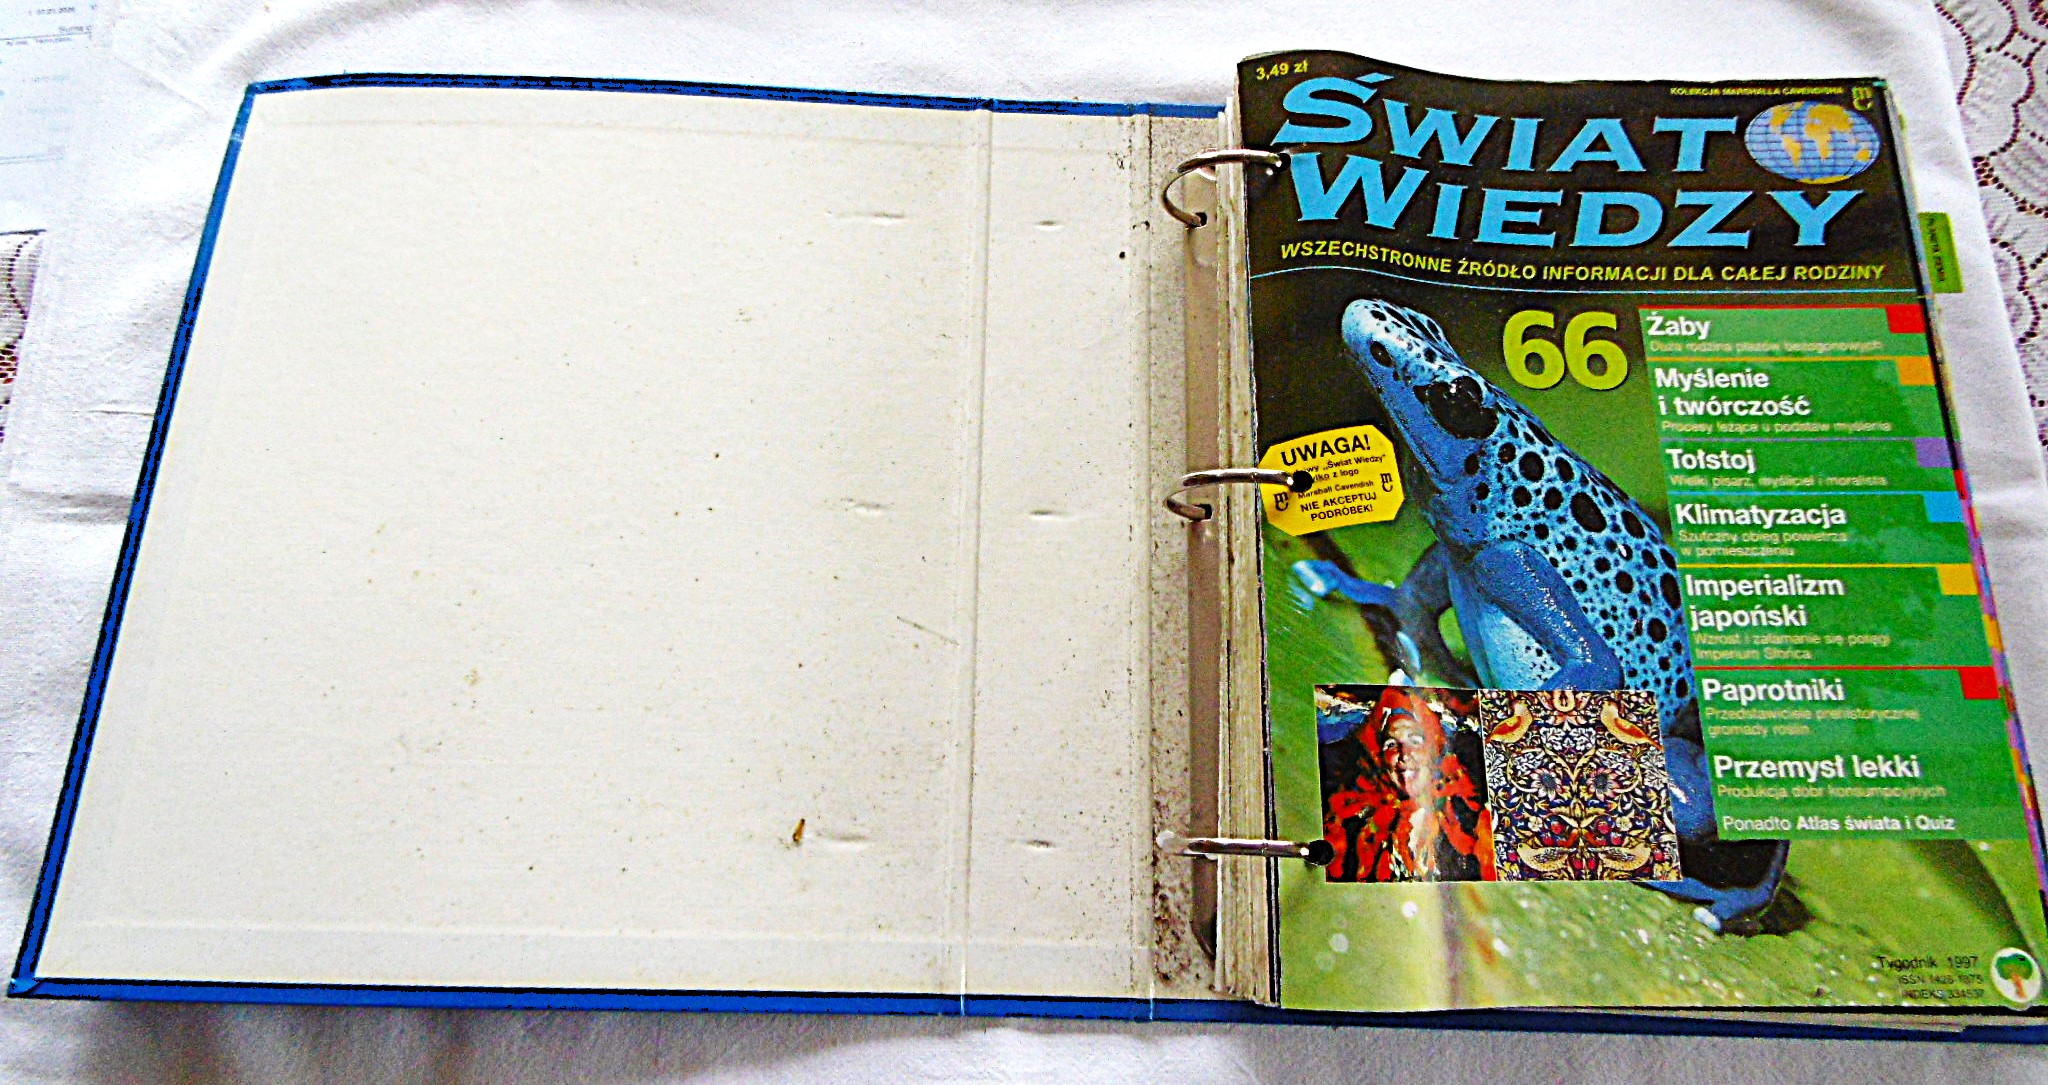 3,49 zł
KOLEKCJA MARSHALLA CAVENDISHA
ŚWIAT
WIEDZY
WSZECHSTRONNE ŹRÓDŁO INFORMACJI DLA CAŁEJ RODZINY
66
Żaby
Duża rodzina płazów bezogonowych
Myślenie
i twórczość
Procesy leżące u podstaw myślenia
Tołstoj
Wielki pisarz, myśliciel i moralista
Klimatyzacja
Sztuczny obieg powietrza
w pomieszczeniu
Imperializm
japoński
Wzrost i załamanie się potęgi
Imperium Słońca
Paprotniki
Przedstawiciele prehistorycznej
gromady roślin
Przemysł lekki
Produkcja dóbr konsumpcyjnych
Ponadto Atlas świata i Quiz
UWAGA!
„Świat Wiedzy"
z logo
Marshall Cavendish
NIE AKCEPTUJ
PODRÓBEK!
Tygodnik 1997
ISSN
INDEKS